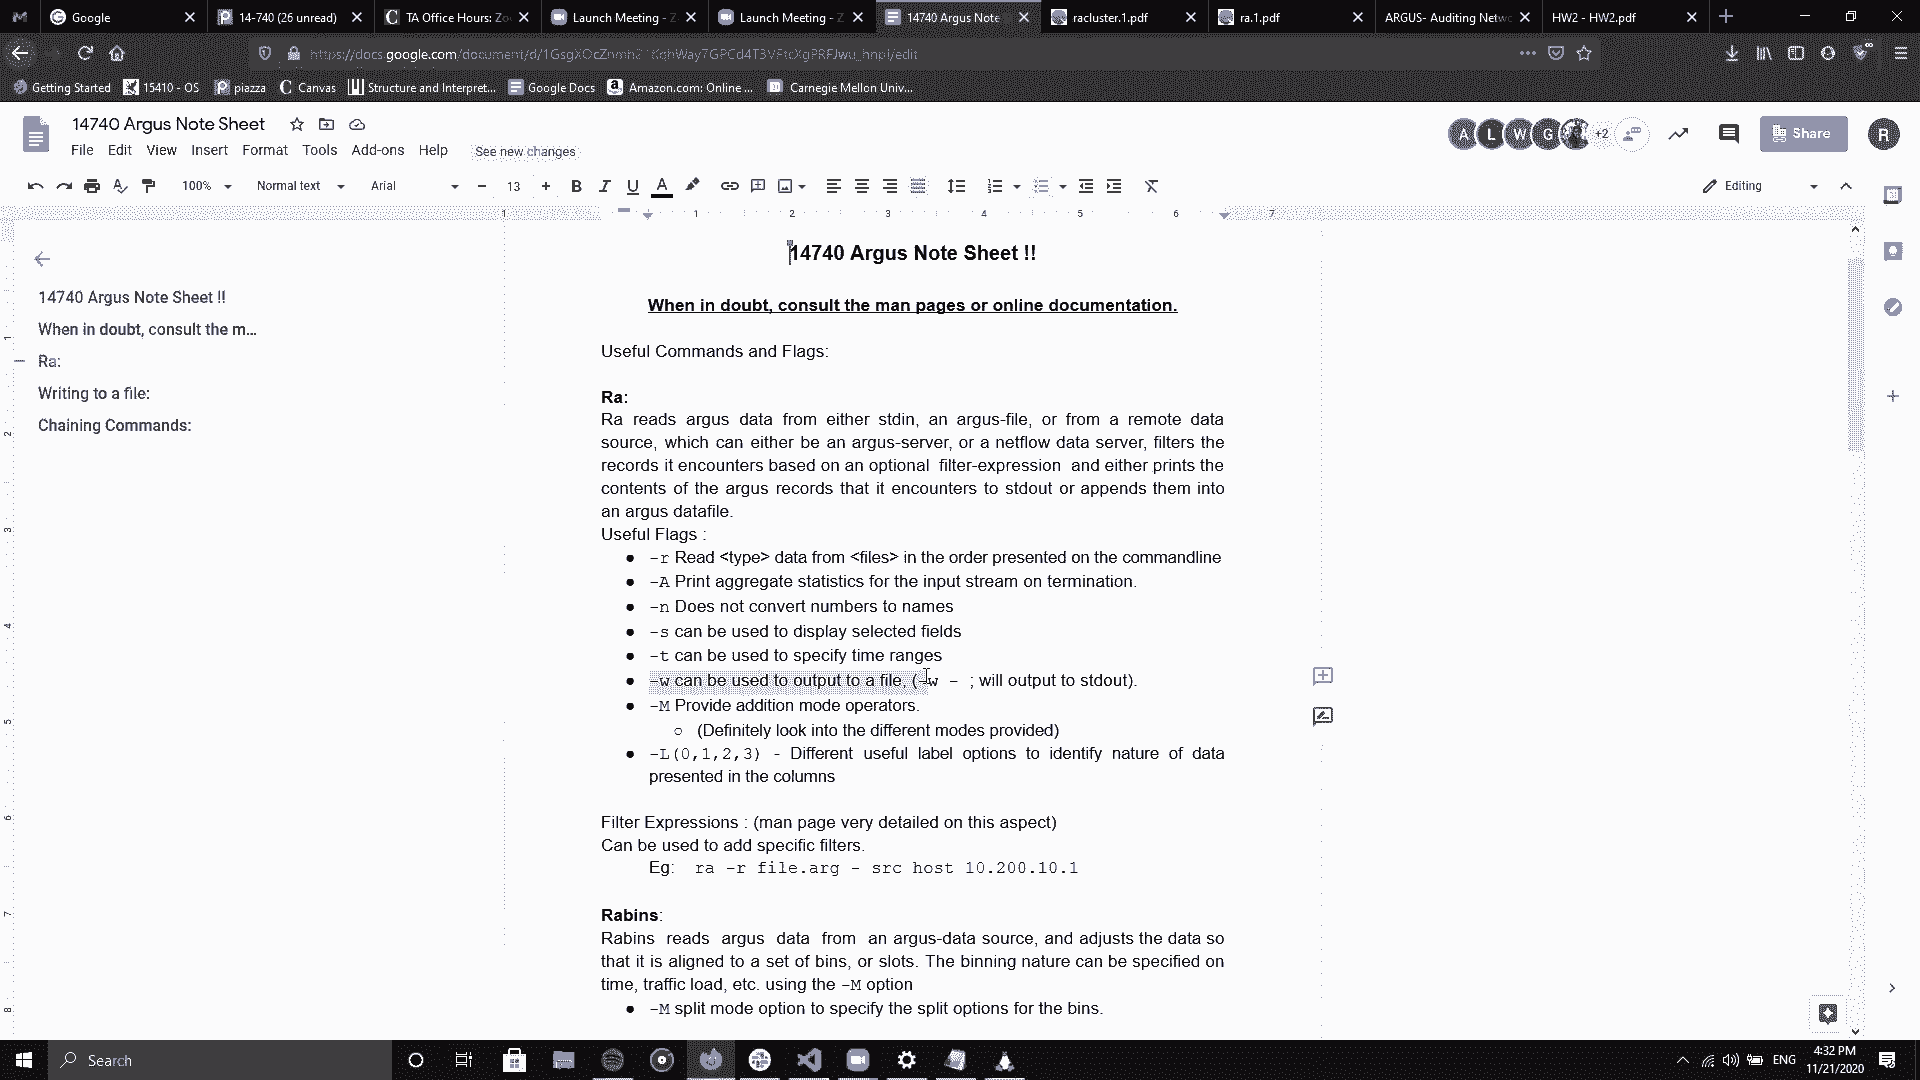 Google
14-740 (26 unread)
TA Office Hours: Zo
Launch Meeting - Z
Launch Meeting - Z
14740 Argus Note
racluster.1.pdf
ra.1.pdf
ARGUS- Auditing Netwo
HW2 - HW2.pdf
Getting Started
15410 - OS
piazza
Canvas
Structure and Interpret...
Google Docs
Amazon.com: Online ...
Carnegie Mellon Univ...
14740 Argus Note Sheet
A
L
W
G
+2
Share
R
File Edit View Insert Format Tools Add-ons Help
See new changes
100%
Normal text
Arial
13
B
I
U
A
Editing
1 1 2 3 4 5 6 7
14740 Argus Note Sheet !!
When in doubt, consult the m...
Ra:
Writing to a file:
Chaining Commands:
1
2
3
4
5
6
7
8
14740 Argus Note Sheet !!
When in doubt, consult the man pages or online documentation.
Useful Commands and Flags:
Ra:
Ra reads argus data from either stdin, an argus-file, or from a remote data
source, which can either be an argus-server, or a netflow data server, filters the
records it encounters based on an optional filter-expression and either prints the
contents of the argus records that it encounters to stdout or appends them into
an argus datafile.
Useful Flags :
● -r Read <type> data from <files> in the order presented on the commandline
● -A Print aggregate statistics for the input stream on termination.
● -n Does not convert numbers to names
● -s can be used to display selected fields
● -t can be used to specify time ranges
● -w can be used to output to a file, (-w - ; will output to stdout).
● -M Provide addition mode operators.
○ (Definitely look into the different modes provided)
● -L(0,1,2,3) - Different useful label options to identify nature of data
presented in the columns
Filter Expressions : (man page very detailed on this aspect)
Can be used to add specific filters.
Eg: ra -r file.arg - src host 10.200.10.1
Rabins:
Rabins reads argus data from an argus-data source, and adjusts the data so
that it is aligned to a set of bins, or slots. The binning nature can be specified on
time, traffic load, etc. using the -M option
● -M split mode option to specify the split options for the bins.
Search
ENG
4:32 PM
11/21/2020